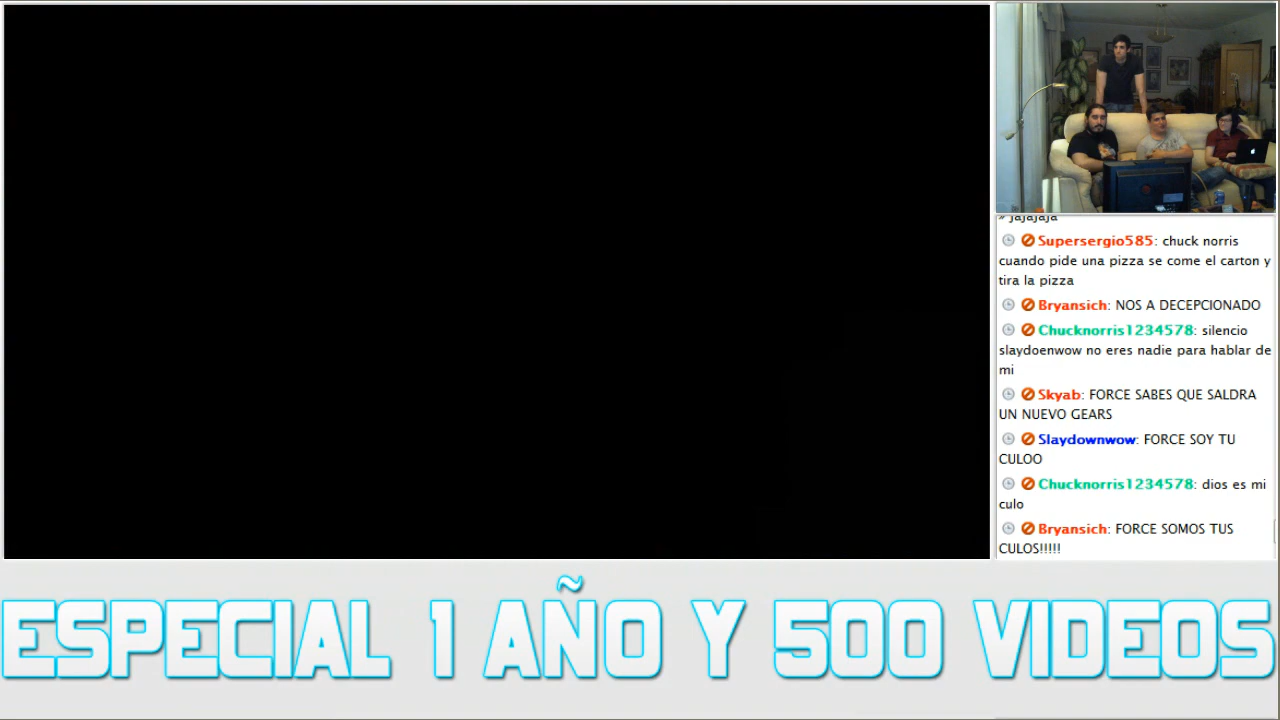 jajajaja
Supersergio585: chuck norris
cuando pide una pizza se come el carton y
tira la pizza
Bryansich: NOS A DECEPCIONADO
Chucknorris1234578: silencio
slaydoenwow no eres nadie para hablar de
mi
Skyab: FORCE SABES QUE SALDRA
UN NUEVO GEARS
Slaydownwow: FORCE SOY TU
CULOO
Chucknorris1234578: dios es mi
culo
Bryansich: FORCE SOMOS TUS
CULOS!!!!!
ESPECIAL 1 AÑO Y 500 VIDEOS